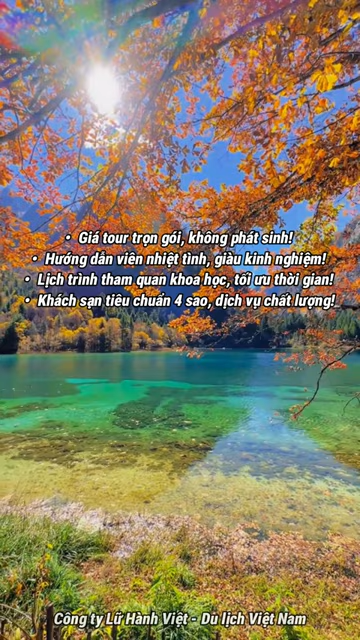 • Giá tour trọn gói, không phát sinh!
• Hướng dẫn viên nhiệt tình, giàu kinh nghiệm!
• Lịch trình tham quan khoa học, tối ưu thời gian!
• Khách sạn tiêu chuẩn 4 sao, dịch vụ chất lượng!
Công ty Lữ Hành Việt - Du lịch Việt Nam